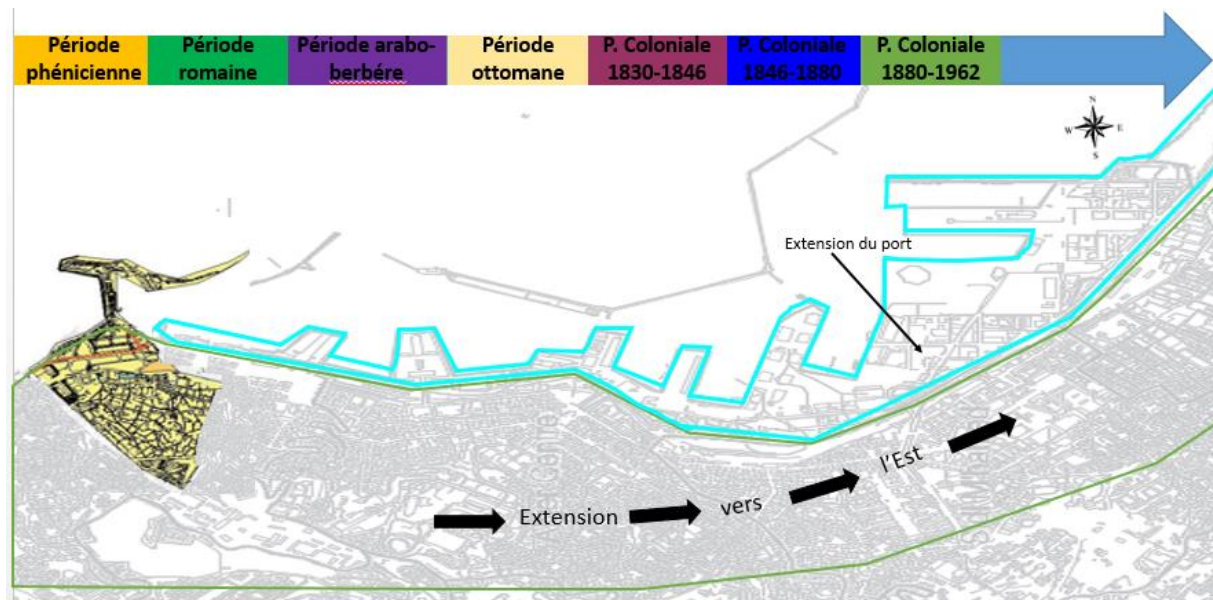 Période phénicienne
Période romaine
Période arabo-berbére
Période ottomane
P. Coloniale 1830-1846
P. Coloniale 1846-1880
P. Coloniale 1880-1962
N
W E
S
Extension du port
Extension vers l'Est